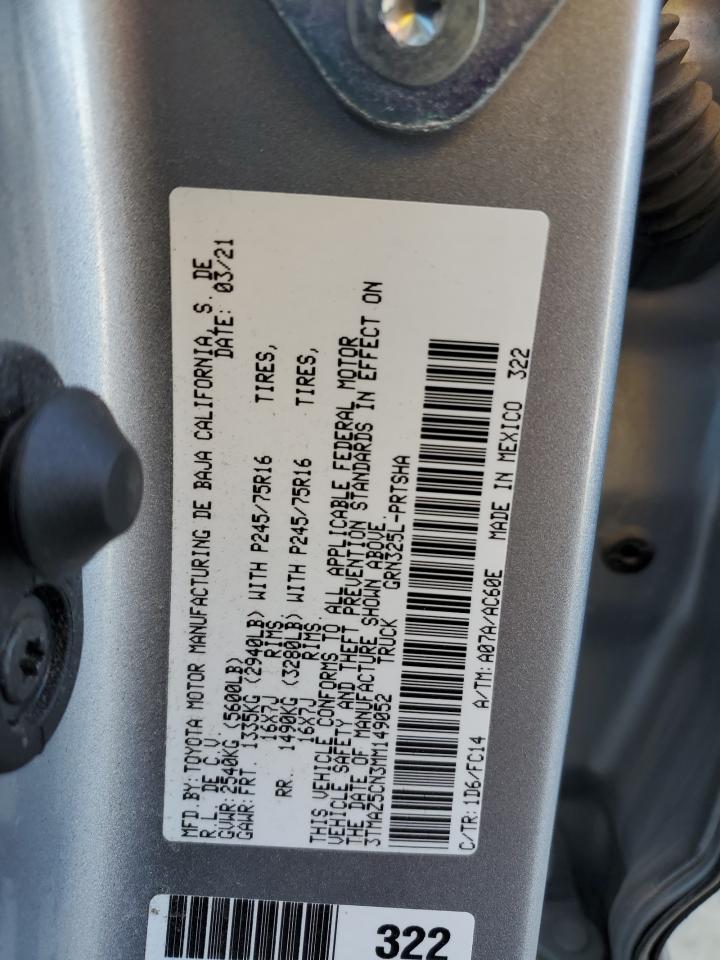 MFD.BY:TOYOTA MOTOR MANUFACTURING DE BAJA CALIFORNIA, S. DE
R.L. DE C.V. DATE: 03/21
GVWR:2540KG (5600LB)
GAWR:FRT. 1335KG (2940LB) WITH P245/75R16 TIRES,
16X7J RIMS
RR. 1490KG (3280LB) WITH P245/75R16 TIRES,
16X7J RIMS
THIS VEHICLE CONFORMS TO ALL APPLICABLE FEDERAL MOTOR
VEHICLE SAFETY AND THEFT PREVENTION STANDARDS IN EFFECT ON
THE DATE OF MANUFACTURE SHOWN ABOVE.
3TMAZ5CN3MM149052 TRUCK GRN325L-PRTSHA
C/TR:1D6/FC14 A/TM:A07A/AC60E MADE IN MEXICO 322
322